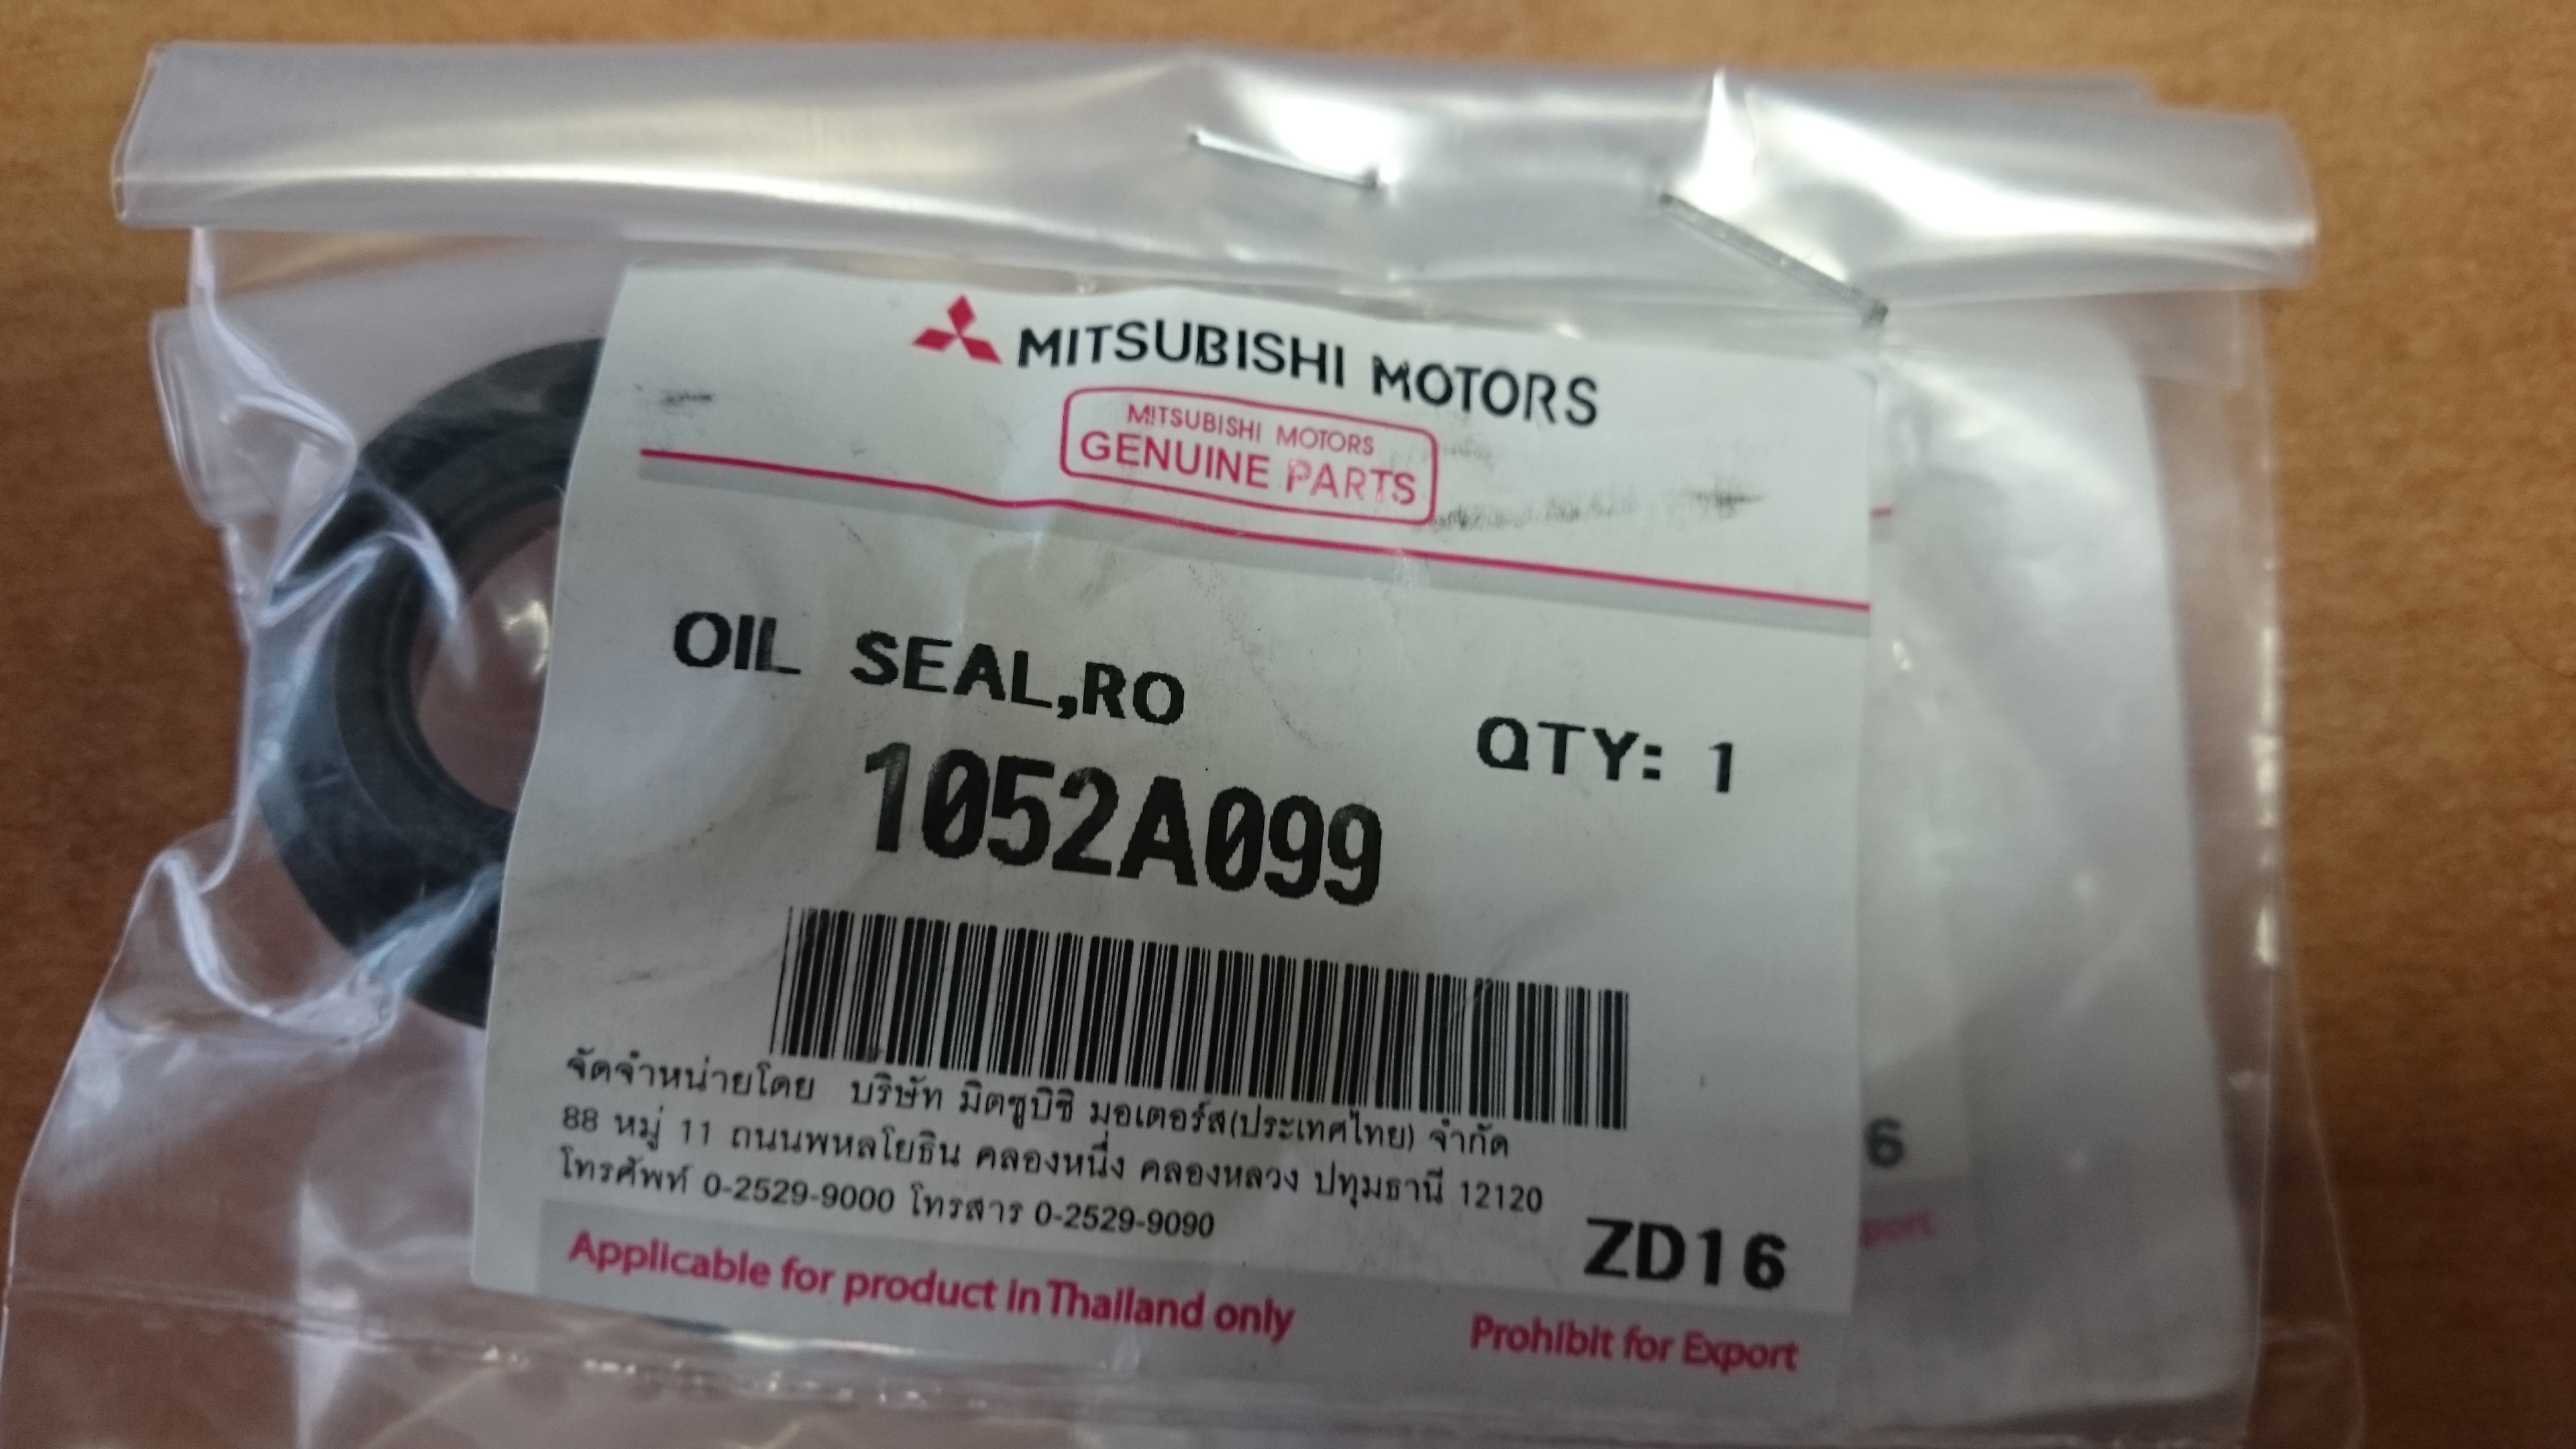 MITSUBISHI MOTORS
MITSUBISHI MOTORS
GENUINE PARTS
OIL SEAL,RO
QTY: 1
1052A099
จัดจำหน่ายโดย บริษัท มิตซูบิชิ มอเตอร์ส(ประเทศไทย) จำกัด
88 หมู่ 11 ถนนพหลโยธิน คลองหนึ่ง คลองหลวง ปทุมธานี 12120
โทรศัพท์ 0-2529-9000 โทรสาร 0-2529-9090
ZD16
Applicable for product in Thailand only
Prohibit for Export
6
port